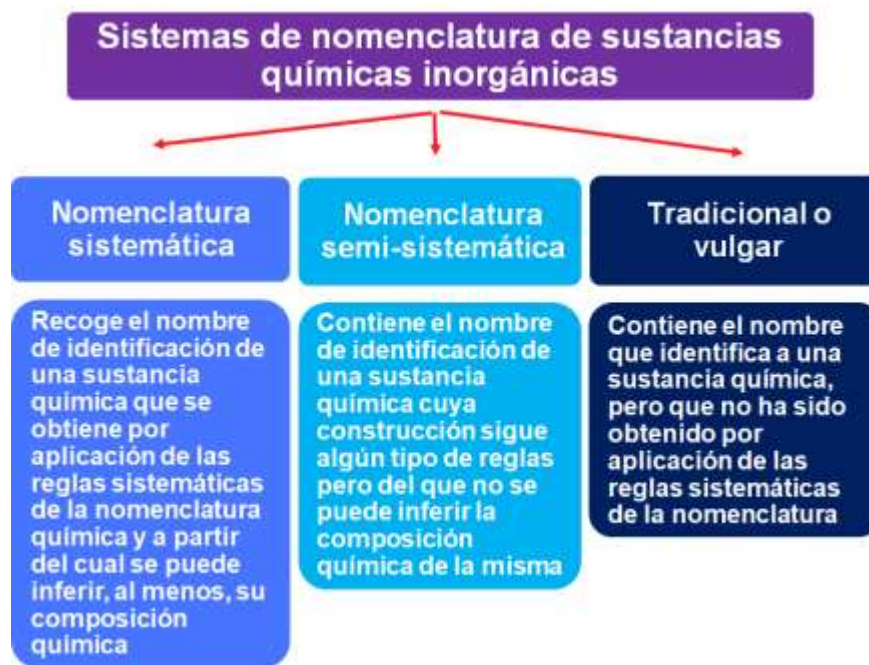 Sistemas de nomenclatura de sustancias
químicas inorgánicas
Nomenclatura
sistemática
Nomenclatura
semi-sistemática
Tradicional o
vulgar
Recoge el nombre
de identificación de
una sustancia
química que se
obtiene por
aplicación de las
reglas sistemáticas
de la nomenclatura
química y a partir
del cual se puede
inferir, al menos, su
composición
química
Contiene el nombre
de identificación de
una sustancia
química cuya
construcción sigue
algún tipo de reglas
pero del que no se
puede inferir la
composición
química de la misma
Contiene el nombre
que identifica a una
sustancia química,
pero que no ha sido
obtenido por
aplicación de las
reglas sistemáticas
de la nomenclatura